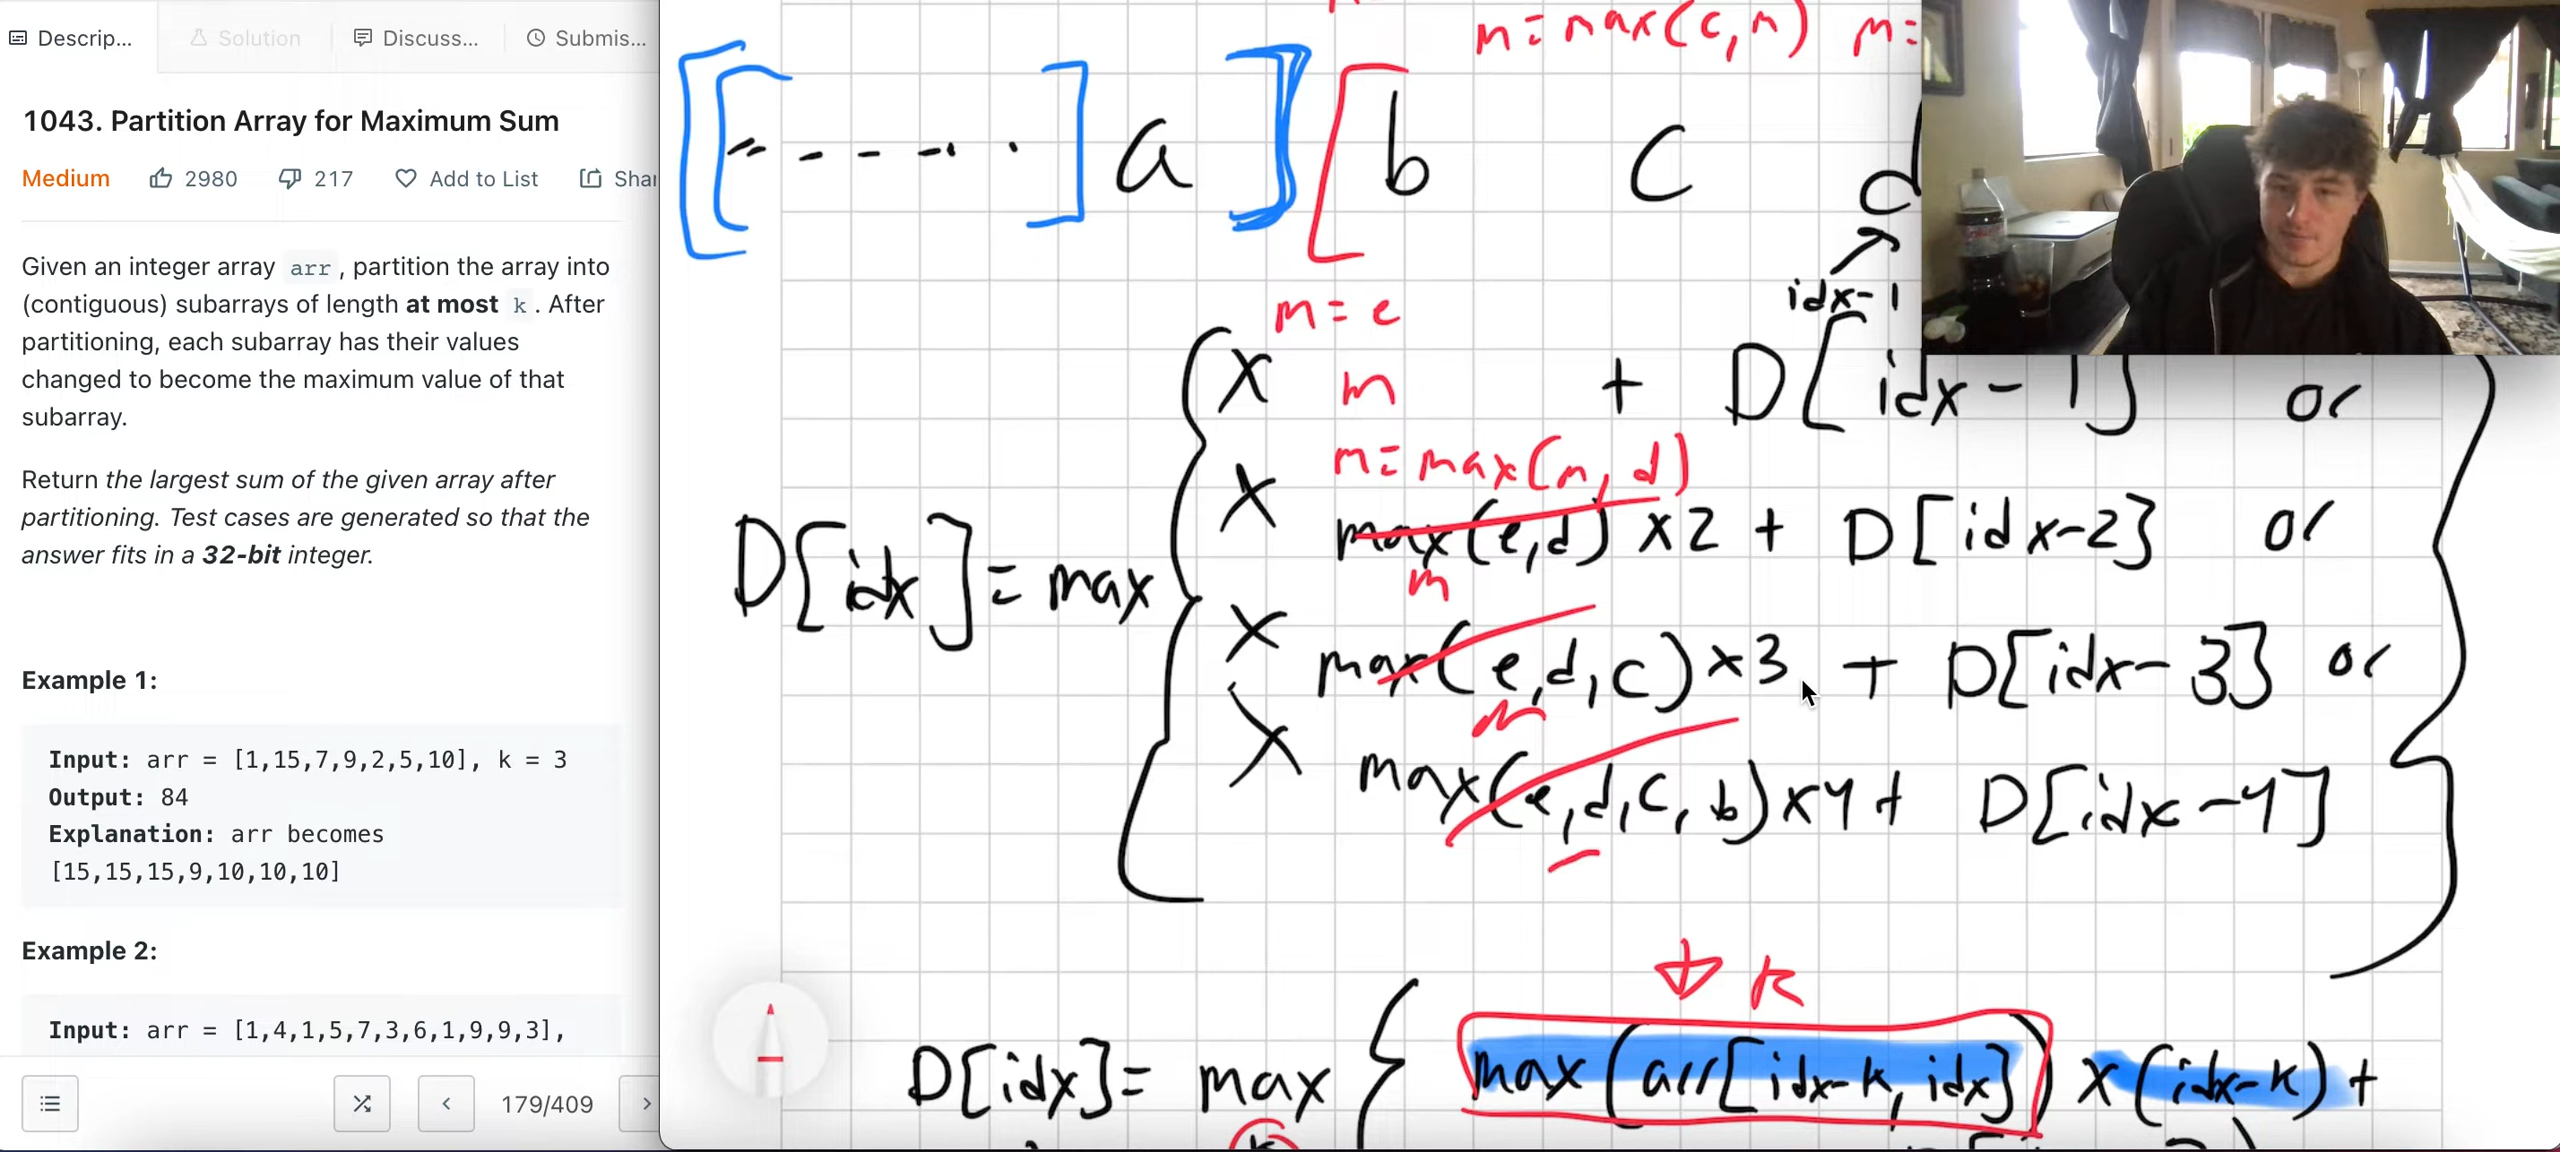 Descrip...
Solution
Discuss...
Submis...
1043. Partition Array for Maximum Sum
Medium 2980 217 Add to List Shar
Given an integer array arr , partition the array into
(contiguous) subarrays of length at most k . After
partitioning, each subarray has their values
changed to become the maximum value of that
subarray.
Return the largest sum of the given array after
partitioning. Test cases are generated so that the
answer fits in a 32-bit integer.
Example 1:
Input: arr = [1,15,7,9,2,5,10], k = 3
Output: 84
Explanation: arr becomes
[15,15,15,9,10,10,10]
Example 2:
Input: arr = [1,4,1,5,7,3,6,1,9,9,3],
179/409
m = max(c,m) m=
[[- - - - ·] a ] [ b c d
idx-1
m = e
x m + D[idx-1] or
m = max(m,d)
x max(e,d) x2 + D[idx-2] or
D[idx] = max
m
x max(e,d,c) x3 + D[idx-3] or
m
x max(e,d,c,b) x4 + D[idx-4]
k
D[idx] = max { max(arr[idx-k, idx]) x (idx-k) +